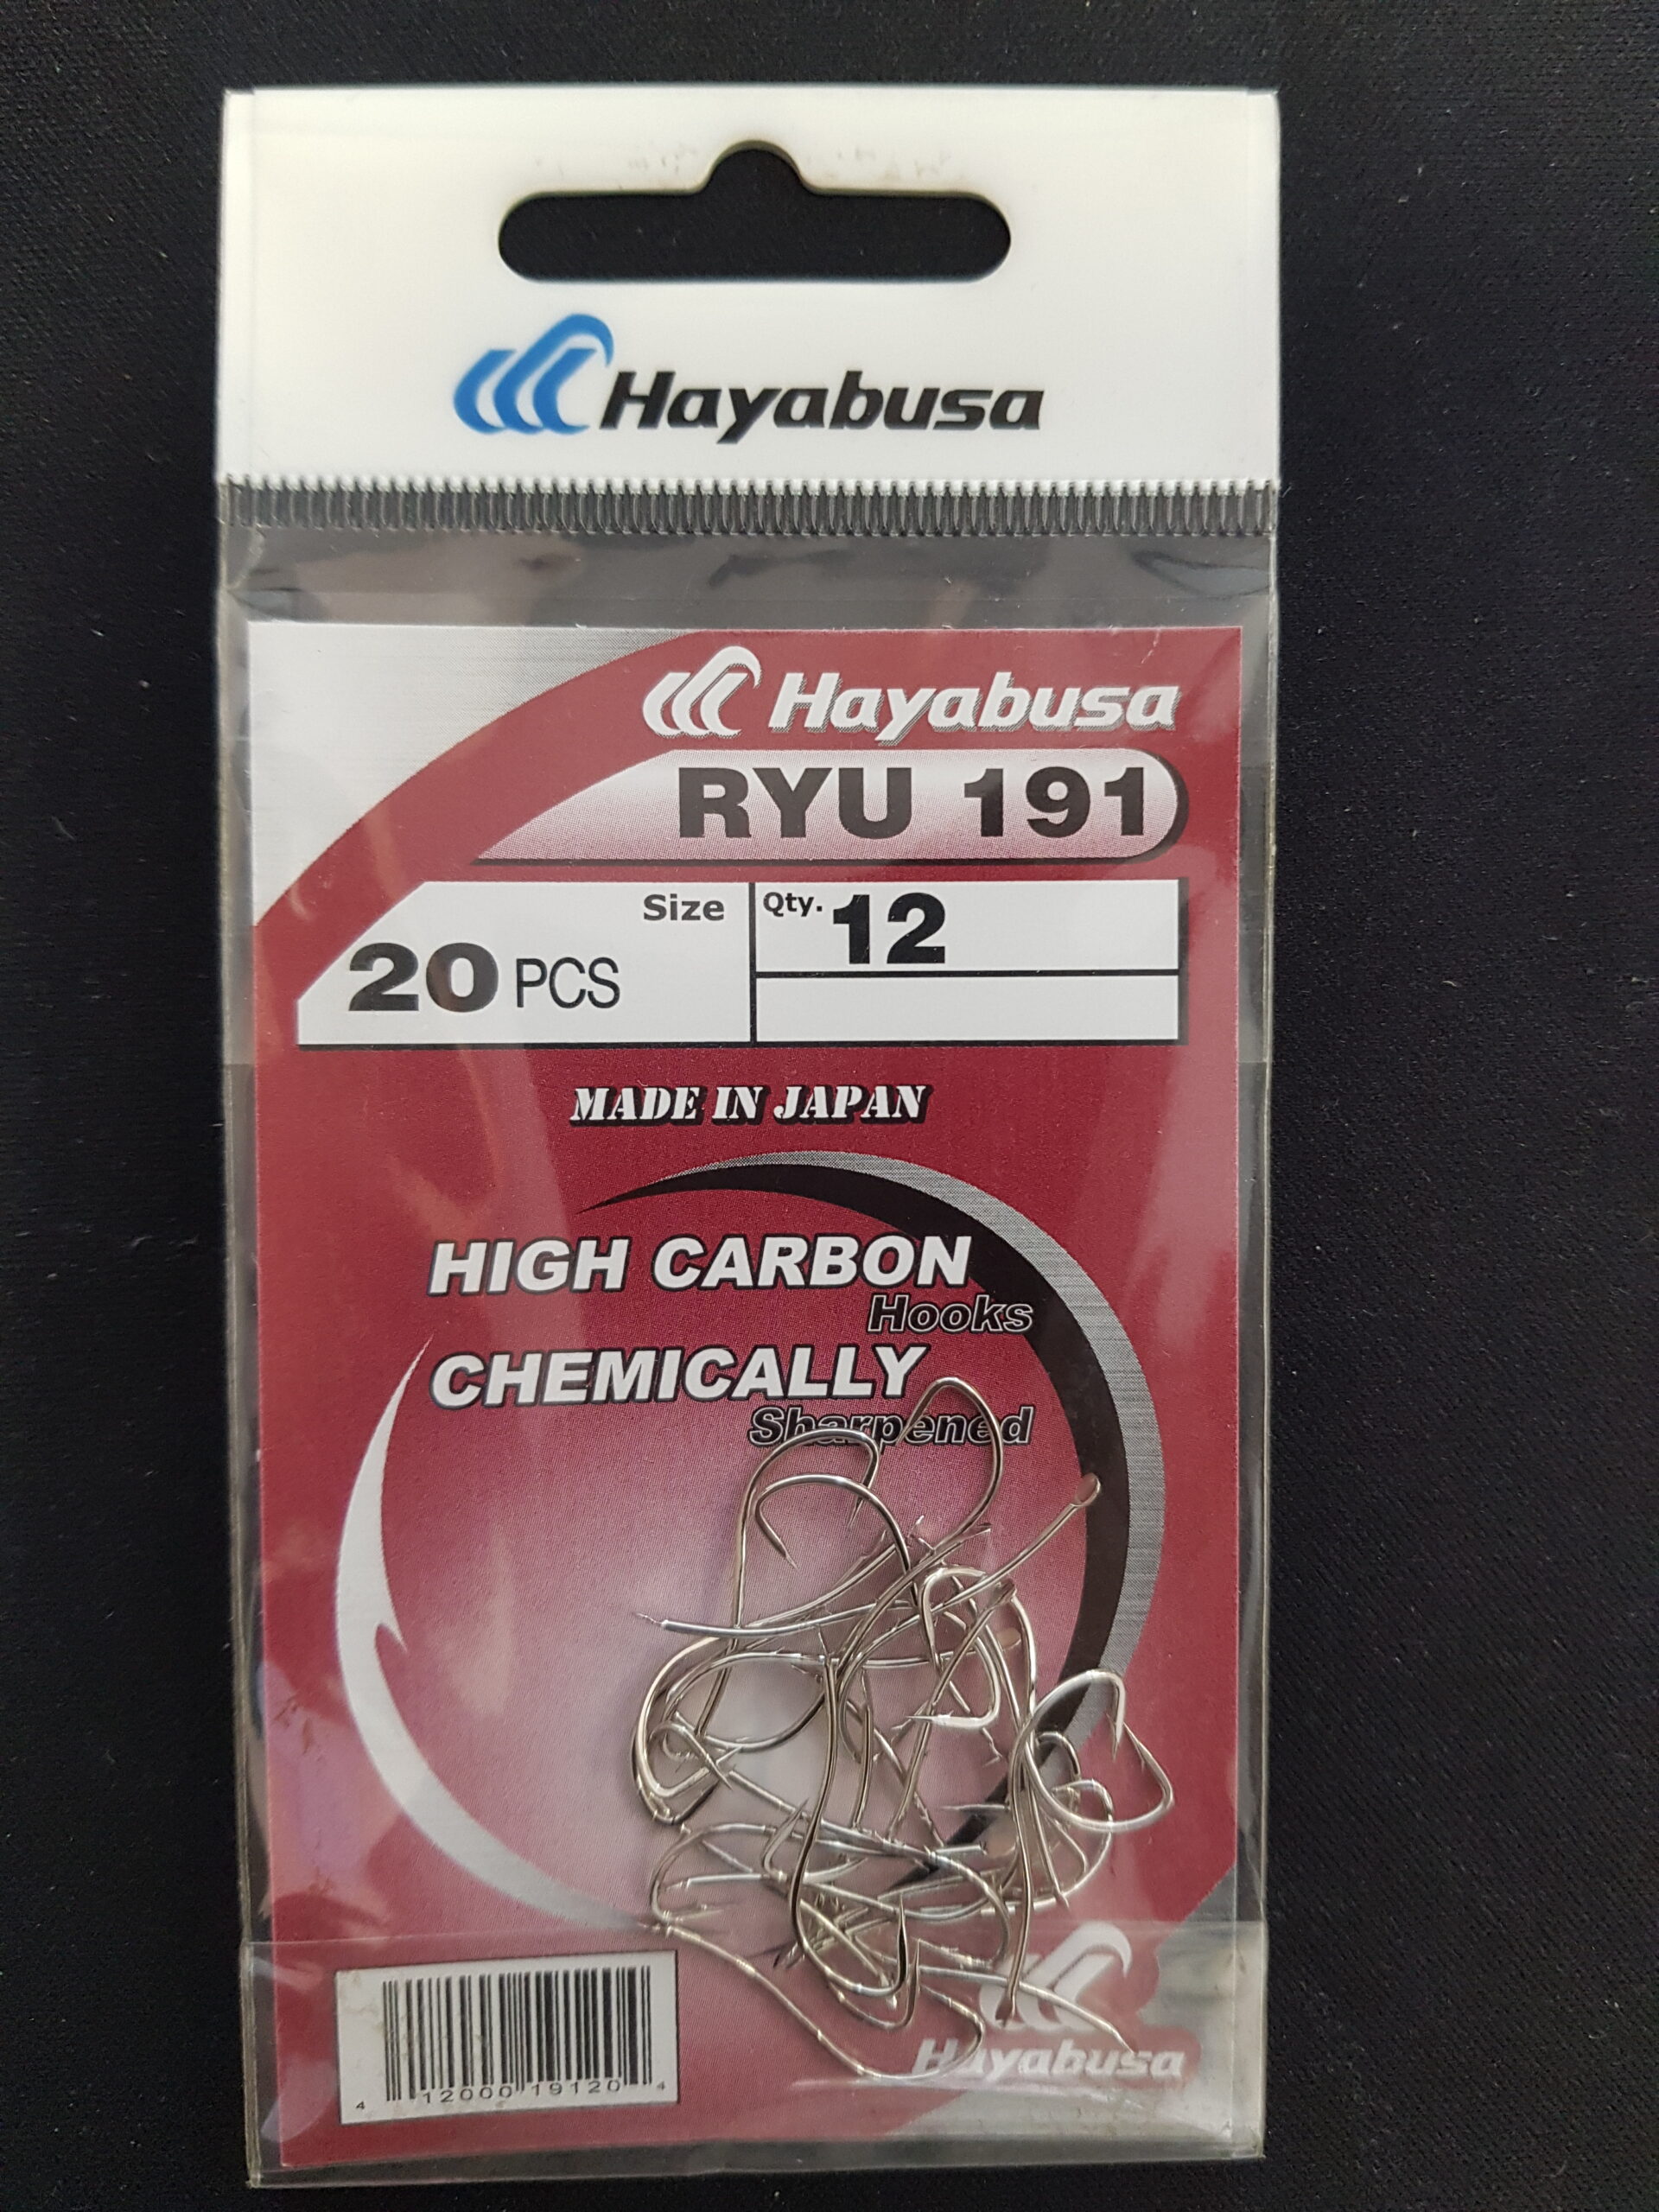 Hayabusa
Hayabusa
RYU 191
Size
Qty. 12
20 PCS
MADE IN JAPAN
HIGH CARBON
Hooks
CHEMICALLY
Sharpened
Hayabusa
4 12000 19120 4